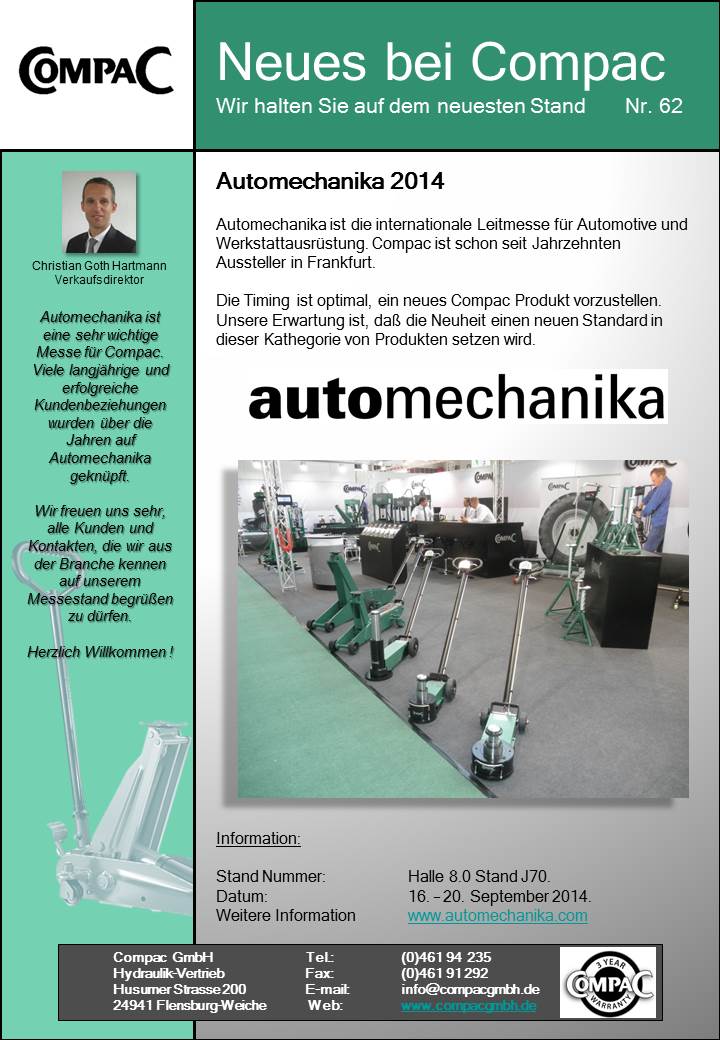 COMPAC
Neues bei Compac
Wir halten Sie auf dem neuesten Stand Nr. 62
Christian Goth Hartmann
Verkaufsdirektor
Automechanika ist
eine sehr wichtige
Messe für Compac.
Viele langjährige und
erfolgreiche
Kundenbeziehungen
wurden über die
Jahren auf
Automechanika
geknüpft.
Wir freuen uns sehr,
alle Kunden und
Kontakten, die wir aus
der Branche kennen
auf unserem
Messestand begrüßen
zu dürfen.
Herzlich Willkommen !
Automechanika 2014
Automechanika ist die internationale Leitmesse für Automotive und
Werkstattausrüstung. Compac ist schon seit Jahrzehnten
Aussteller in Frankfurt.
Die Timing ist optimal, ein neues Compac Produkt vorzustellen.
Unsere Erwartung ist, daß die Neuheit einen neuen Standard in
dieser Kathegorie von Produkten setzen wird.
automechanika
COMPAC
COMPAC
COMPAC
COMPAC
Information:
Stand Nummer: Halle 8.0 Stand J70.
Datum: 16. – 20. September 2014.
Weitere Information www.automechanika.com
Compac GmbH Tel.: (0)461 94 235
Hydraulik-Vertrieb Fax: (0)461 91 292
Husumer Strasse 200 E-mail: info@compacgmbh.de
24941 Flensburg-Weiche Web: www.compacgmbh.de
3 YEAR
COMPAC
WARRANTY